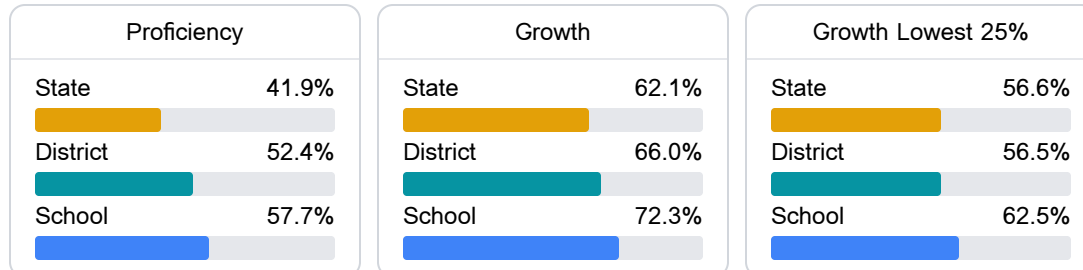 Proficiency
State 41.9%
District 52.4%
School 57.7%
Growth
State 62.1%
District 66.0%
School 72.3%
Growth Lowest 25%
State 56.6%
District 56.5%
School 62.5%